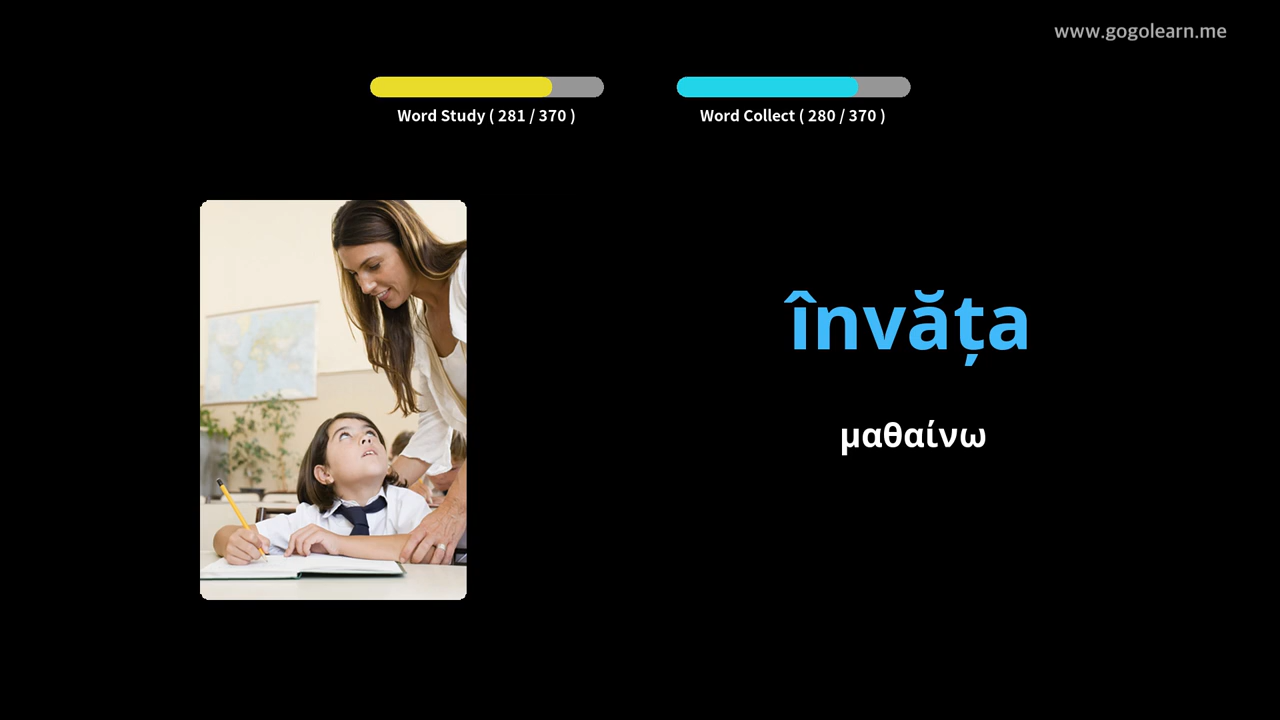 www.gogolearn.me
Word Study ( 281 / 370 )
Word Collect ( 280 / 370 )
învăța
μαθαίνω